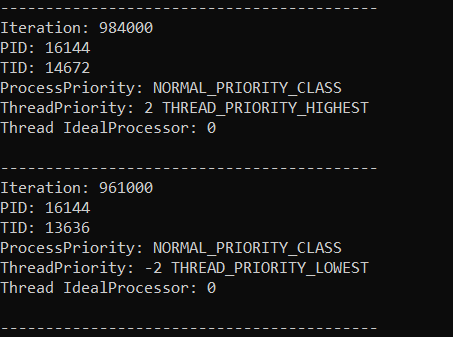 ------------------------------------------
Iteration: 984000
PID: 16144
TID: 14672
ProcessPriority: NORMAL_PRIORITY_CLASS
ThreadPriority: 2 THREAD_PRIORITY_HIGHEST
Thread IdealProcessor: 0
------------------------------------------
Iteration: 961000
PID: 16144
TID: 13636
ProcessPriority: NORMAL_PRIORITY_CLASS
ThreadPriority: -2 THREAD_PRIORITY_LOWEST
Thread IdealProcessor: 0
------------------------------------------